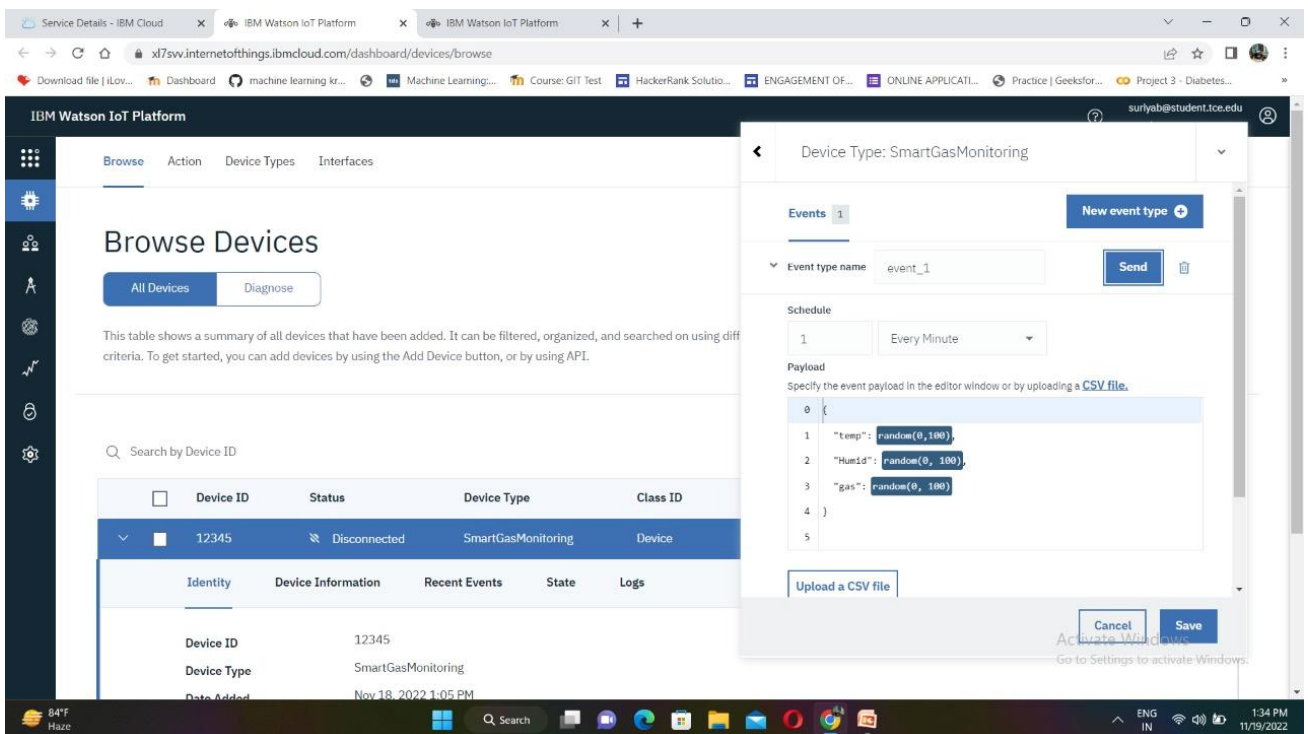 Service Details - IBM Cloud
IBM Watson IoT Platform
IBM Watson IoT Platform
xl7svv.internetofthings.ibmcloud.com/dashboard/devices/browse
Download file | iLov...
Dashboard
machine learning kr...
Machine Learning:...
Course: GIT Test
HackerRank Solutio...
ENGAGEMENT OF...
ONLINE APPLICATI...
Practice | Geeksfor...
Project 3 - Diabetes...
IBM Watson IoT Platform
suriyab@student.tce.edu
Browse Action Device Types Interfaces
Browse Devices
All Devices Diagnose
This table shows a summary of all devices that have been added. It can be filtered, organized, and searched on using diff
criteria. To get started, you can add devices by using the Add Device button, or by using API.
Search by Device ID
Device ID Status Device Type Class ID
12345 Disconnected SmartGasMonitoring Device
Identity Device Information Recent Events State Logs
Device ID 12345
Device Type SmartGasMonitoring
Date Added Nov 18, 2022 1:05 PM
Device Type: SmartGasMonitoring
Events 1
New event type
Event type name event_1 Send
Schedule
1 Every Minute
Payload
Specify the event payload in the editor window or by uploading a CSV file.
0 {
1 "temp": random(0,100),
2 "Humid": random(0, 100),
3 "gas": random(0, 100)
4 }
5
Upload a CSV file
Cancel Save
Activate Windows
Go to Settings to activate Windows.
84°F
Haze
Search
ENG
IN
1:34 PM
11/19/2022